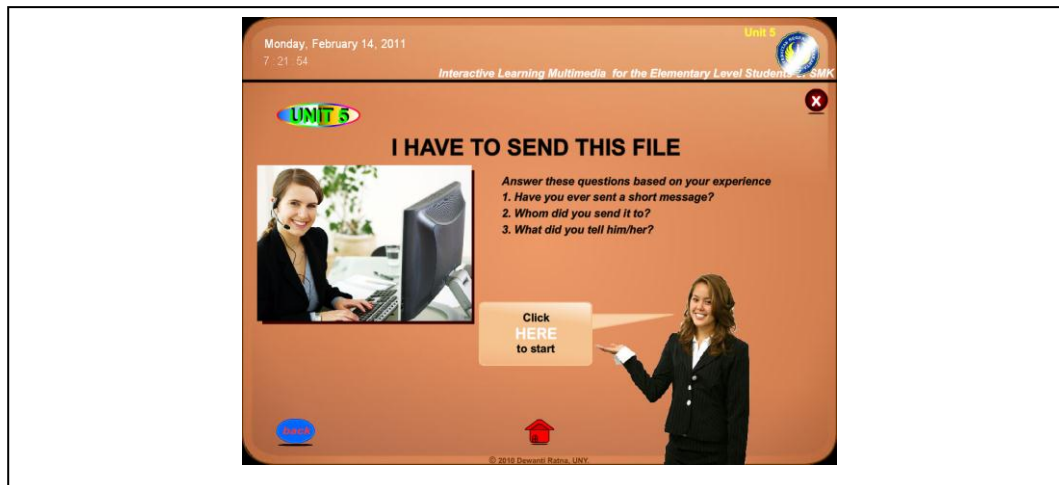 Unit 5
Monday, February 14, 2011
7 : 21 : 54
Interactive Learning Multimedia for the Elementary Level Students SMK
X
UNIT 5
I HAVE TO SEND THIS FILE
Answer these questions based on your experience
1. Have you ever sent a short message?
2. Whom did you send it to?
3. What did you tell him/her?
Click
HERE
to start
back
© 2010 Dewanti Ratna, UNY.